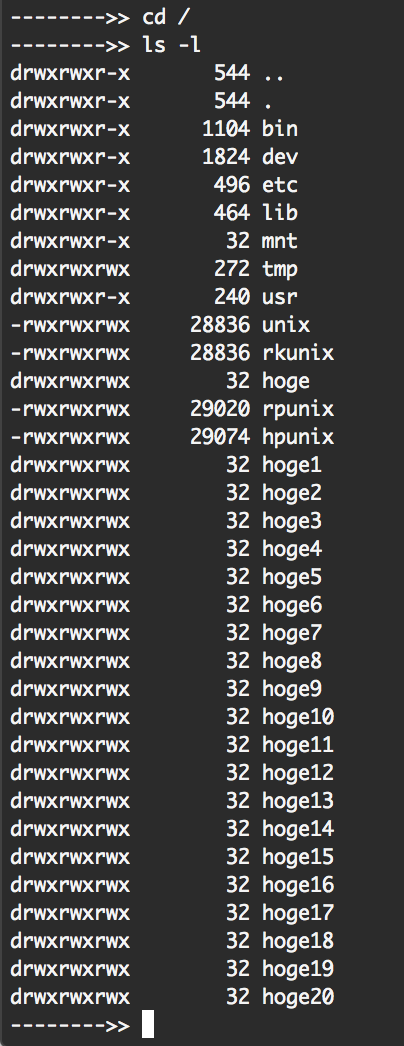 -------->> cd /
-------->> ls -l
drwxrwxr-x       544 ..
drwxrwxr-x       544 .
drwxrwxr-x      1104 bin
drwxrwxr-x      1824 dev
drwxrwxr-x       496 etc
drwxrwxr-x       464 lib
drwxrwxr-x        32 mnt
drwxrwxrwx       272 tmp
drwxrwxr-x       240 usr
-rwxrwxrwx     28836 unix
-rwxrwxrwx     28836 rkunix
drwxrwxrwx        32 hoge
-rwxrwxrwx     29020 rpunix
-rwxrwxrwx     29074 hpunix
drwxrwxrwx        32 hoge1
drwxrwxrwx        32 hoge2
drwxrwxrwx        32 hoge3
drwxrwxrwx        32 hoge4
drwxrwxrwx        32 hoge5
drwxrwxrwx        32 hoge6
drwxrwxrwx        32 hoge7
drwxrwxrwx        32 hoge8
drwxrwxrwx        32 hoge9
drwxrwxrwx        32 hoge10
drwxrwxrwx        32 hoge11
drwxrwxrwx        32 hoge12
drwxrwxrwx        32 hoge13
drwxrwxrwx        32 hoge14
drwxrwxrwx        32 hoge15
drwxrwxrwx        32 hoge16
drwxrwxrwx        32 hoge17
drwxrwxrwx        32 hoge18
drwxrwxrwx        32 hoge19
drwxrwxrwx        32 hoge20
-------->>